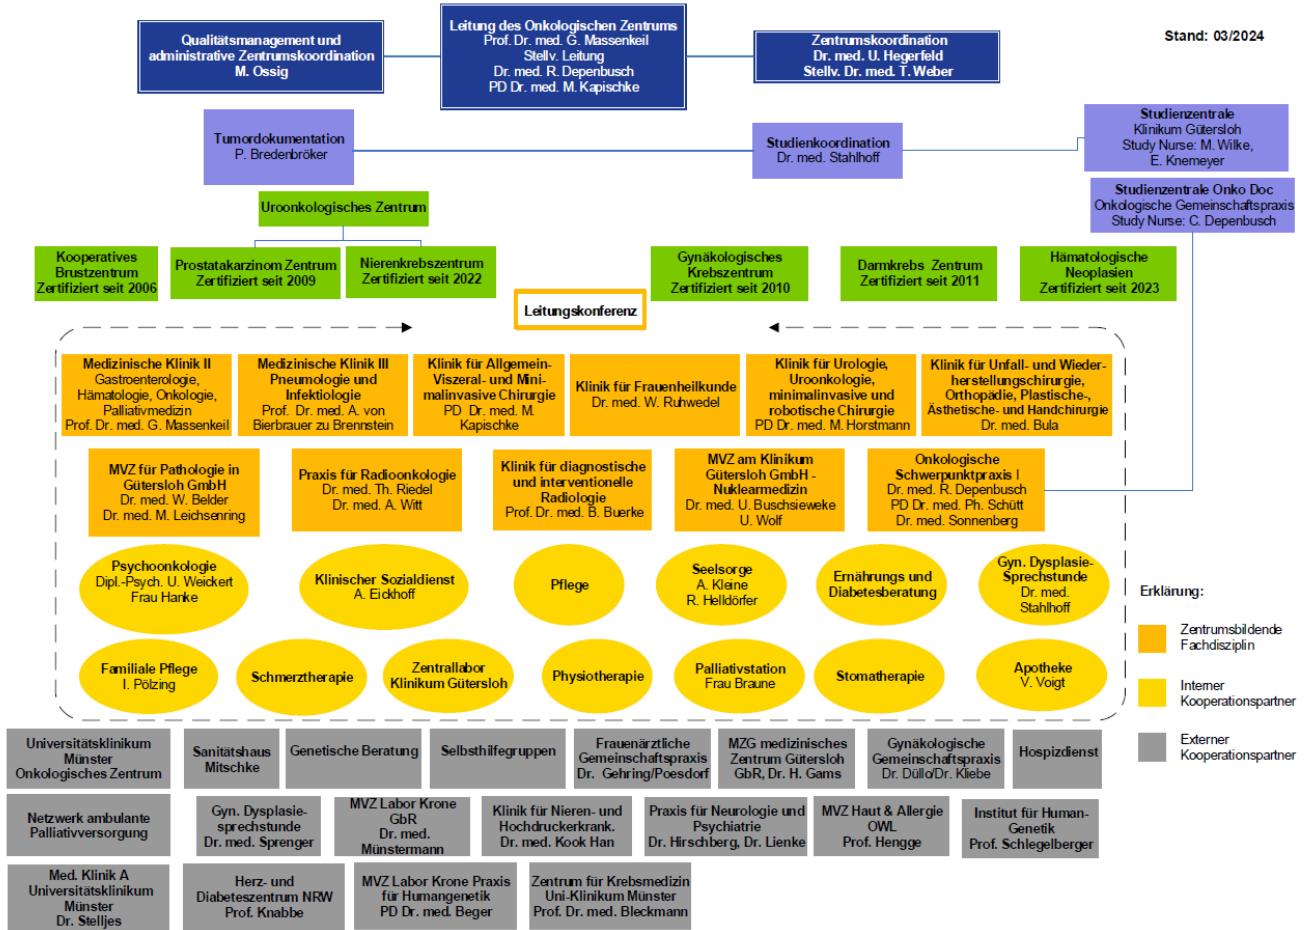 Qualitätsmanagement und
administrative Zentrumskoordination
M. Ossig
Leitung des Onkologischen Zentrums
Prof. Dr. med. G. Massenkeil
Stellv. Leitung
Dr. med. R. Depenbusch
PD Dr. med. M. Kapischke
Zentrumskoordination
Dr. med. U. Hegerfeld
Stellv. Dr. med. T. Weber
Stand: 03/2024
Tumordokumentation
P. Bredenbröker
Studienkoordination
Dr. med. Stahlhoff
Studienzentrale
Klinikum Gütersloh
Study Nurse: M. Wilke,
E. Knemeyer
Studienzentrale Onko Doc
Onkologische Gemeinschaftspraxis
Study Nurse: C. Depenbusch
Uroonkologisches Zentrum
Kooperatives
Brustzentrum
Zertifiziert seit 2006
Prostatakarzinom Zentrum
Zertifiziert seit 2009
Nierenkrebszentrum
Zertifiziert seit 2022
Gynäkologisches
Krebszentrum
Zertifiziert seit 2010
Darmkrebs Zentrum
Zertifiziert seit 2011
Hämatologische
Neoplasien
Zertifiziert seit 2023
Leitungskonferenz
Medizinische Klinik II
Gastroenterologie,
Hämatologie, Onkologie,
Palliativmedizin
Prof. Dr. med. G. Massenkeil
Medizinische Klinik III
Pneumologie und
Infektiologie
Prof. Dr. med. A. von
Bierbrauer zu Brennstein
Klinik für Allgemein-
Viszeral- und Mini-
malinvasive Chirurgie
PD Dr. med. M.
Kapischke
Klinik für Frauenheilkunde
Dr. med. W. Ruhwedel
Klinik für Urologie,
Uroonkologie,
minimalinvasive und
robotische Chirurgie
PD Dr. med. M. Horstmann
Klinik für Unfall- und Wieder-
herstellungschirurgie,
Orthopädie, Plastische-,
Ästhetische- und Handchirurgie
Dr. med. Bula
MVZ für Pathologie in
Gütersloh GmbH
Dr. med. W. Belder
Dr. med. M. Leichsenring
Praxis für Radioonkologie
Dr. med. Th. Riedel
Dr. med. A. Witt
Klinik für diagnostische
und interventionelle
Radiologie
Prof. Dr. med. B. Buerke
MVZ am Klinikum
Gütersloh GmbH -
Nuklearmedizin
Dr. med. U. Buschsieweke
U. Wolf
Onkologische
Schwerpunktpraxis I
Dr. med. R. Depenbusch
PD Dr. med. Ph. Schütt
Dr. med. Sonnenberg
Psychoonkologie
Dipl.-Psych. U. Weickert
Frau Hanke
Klinischer Sozialdienst
A. Eickhoff
Pflege
Seelsorge
A. Kleine
R. Helldörfer
Ernährungs und
Diabetesberatung
Gyn. Dysplasie-
Sprechstunde
Dr. med.
Stahlhoff
Erklärung:
Zentrumsbildende
Fachdisziplin
Interner
Kooperationspartner
Externer
Kooperationspartner
Familiale Pflege
I. Pölzing
Schmerztherapie
Zentrallabor
Klinikum Gütersloh
Physiotherapie
Palliativstation
Frau Braune
Stomatherapie
Apotheke
V. Voigt
Universitätsklinikum
Münster
Onkologisches Zentrum
Sanitätshaus
Mitschke
Genetische Beratung
Selbsthilfegruppen
Frauenärztliche
Gemeinschaftspraxis
Dr. Gehring/Poesdorf
MZG medizinisches
Zentrum Gütersloh
GbR, Dr. H. Gams
Gynäkologische
Gemeinschaftspraxis
Dr. Düllo/Dr. Kliebe
Hospizdienst
Netzwerk ambulante
Palliativversorgung
Gyn. Dysplasie-
sprechstunde
Dr. med. Sprenger
MVZ Labor Krone
GbR
Dr. med.
Münstermann
Klinik für Nieren- und
Hochdruckerkrank.
Dr. med. Kook Han
Praxis für Neurologie und
Psychiatrie
Dr. Hirschberg, Dr. Lienke
MVZ Haut & Allergie
OWL
Prof. Hengge
Institut für Human-
Genetik
Prof. Schlegelberger
Med. Klinik A
Universitätsklinikum
Münster
Dr. Stelljes
Herz- und
Diabeteszentrum NRW
Prof. Knabbe
MVZ Labor Krone Praxis
für Humangenetik
PD Dr. med. Beger
Zentrum für Krebsmedizin
Uni-Klinikum Münster
Prof. Dr. med. Bleckmann